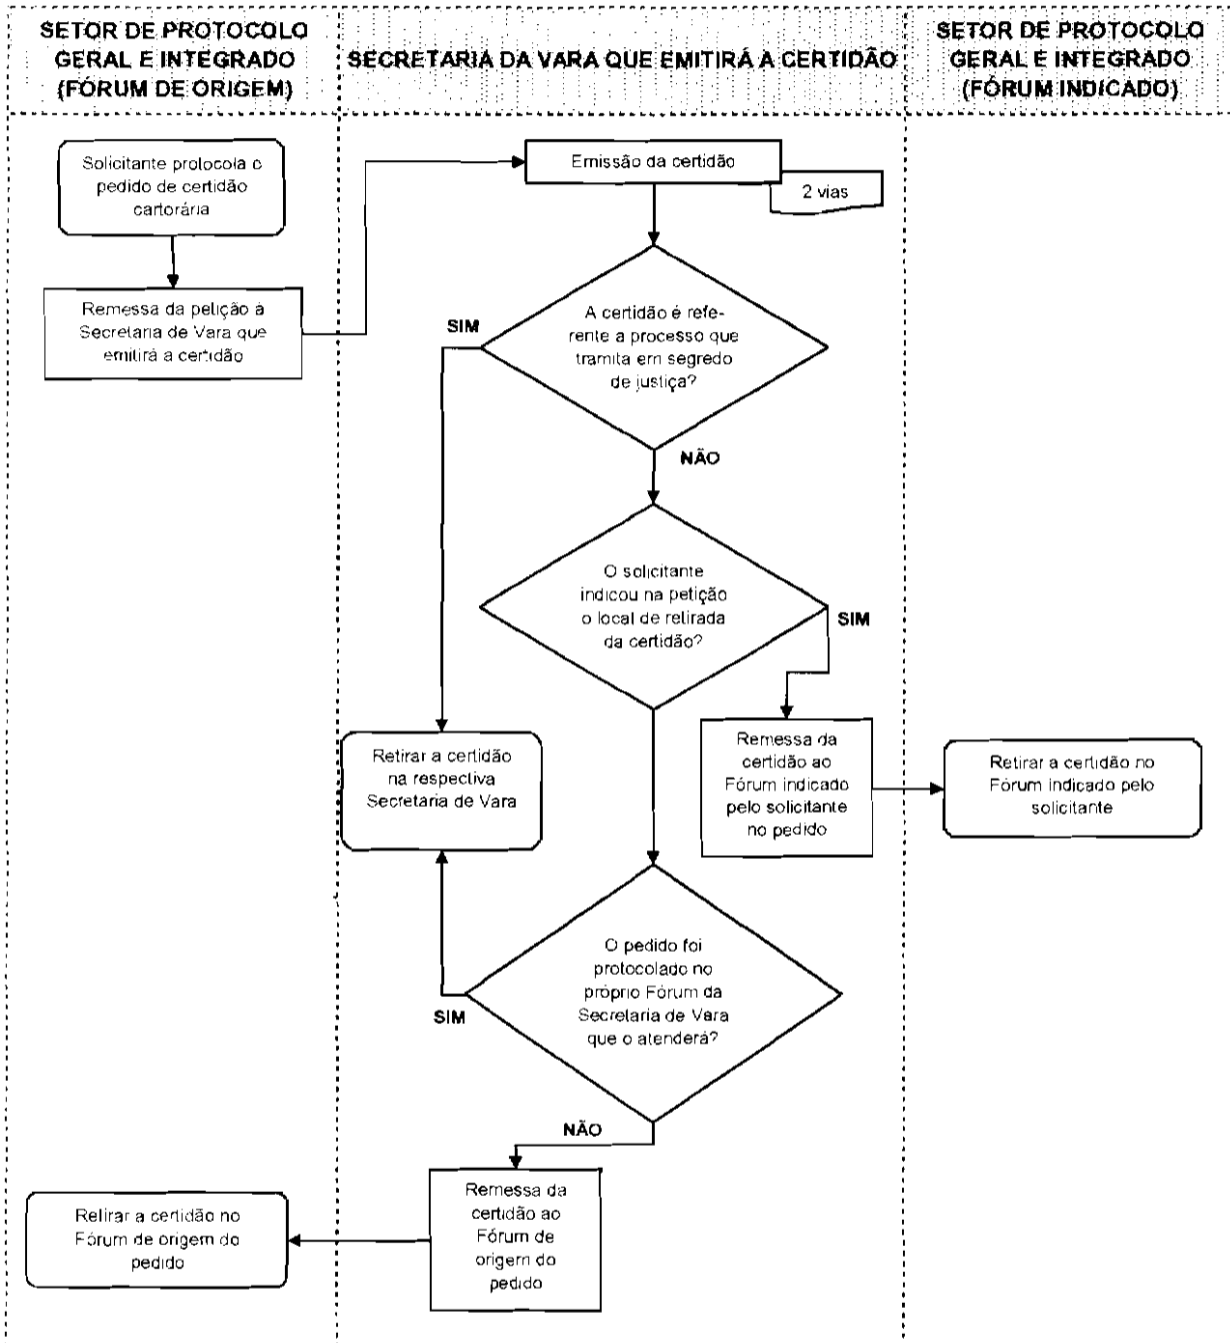 SETOR DE PROTOCOLO
GERAL E INTEGRADO
(FÓRUM DE ORIGEM)
SECRETARIA DA VARA QUE EMITIRÁ A CERTIDÃO
SETOR DE PROTOCOLO
GERAL E INTEGRADO
(FÓRUM INDICADO)
Solicitante protocola o
pedido de certidão
cartorária
Emissão da certidão
2 vias
Remessa da petição à
Secretaria de Vara que
emitirá a certidão
A certidão é refe-
rente a processo que
tramita em segredo
de justiça?
SIM
NÃO
O solicitante
indicou na petição
o local de retirada
da certidão?
SIM
Retirar a certidão
na respectiva
Secretaria de Vara
Remessa da
certidão ao
Fórum indicado
pelo solicitante
no pedido
Retirar a certidão no
Fórum indicado pelo
solicitante
O pedido foi
protocolado no
próprio Fórum da
Secretaria de Vara
que o atenderá?
SIM
NÃO
Remessa da
certidão ao
Fórum de
origem do
pedido
Retirar a certidão no
Fórum de origem do
pedido